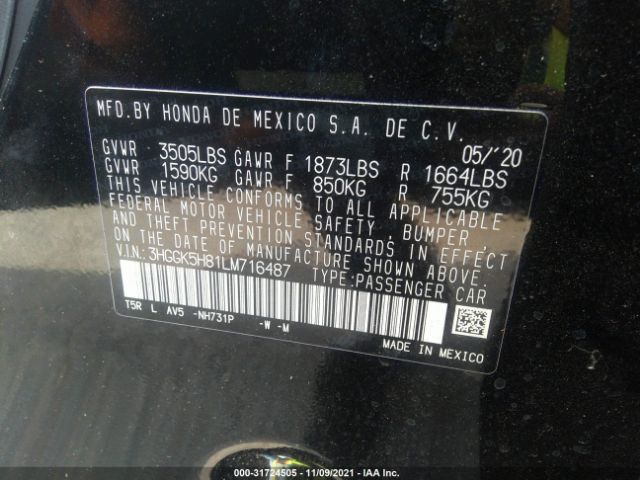 MFD.BY HONDA DE MEXICO S.A. DE C.V.
05/'20
GVWR 3505LBS GAWR F 1873LBS R 1664LBS
GVWR 1590KG GAWR F 850KG R 755KG
THIS VEHICLE CONFORMS TO ALL APPLICABLE
FEDERAL MOTOR VEHICLE SAFETY, BUMPER,
AND THEFT PREVENTION STANDARDS IN EFFECT
ON THE DATE OF MANUFACTURE SHOWN ABOVE.
V.I.N: 3HGGK5H81LM716487 TYPE:PASSENGER CAR
T5R L AV5 -NH731P -W -M
MADE IN MEXICO
000-31724505 - 11/09/2021 - IAA Inc.